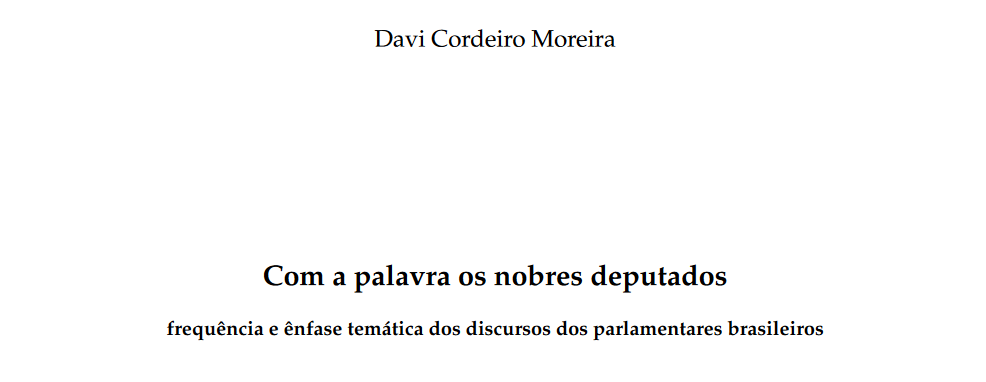 Davi Cordeiro Moreira
Com a palavra os nobres deputados
frequência e ênfase temática dos discursos dos parlamentares brasileiros